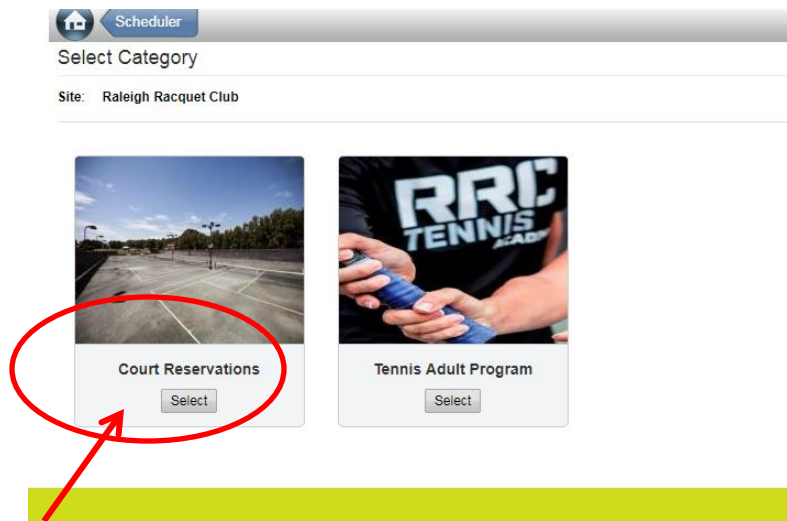 Scheduler
Select Category
Site: Raleigh Racquet Club
RRC
TENNIS
Court Reservations
Tennis Adult Program
Select
Select